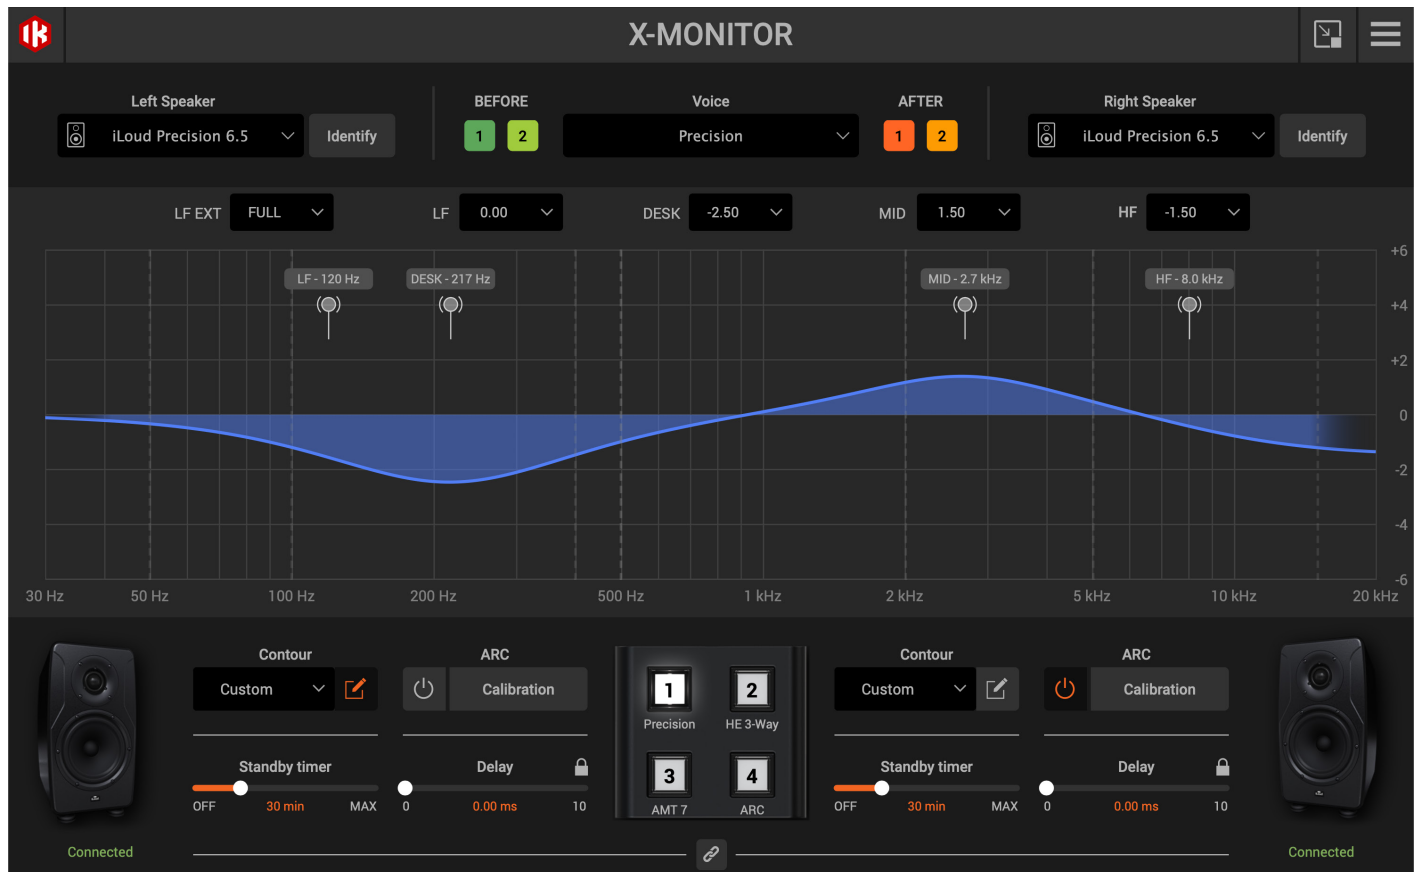 X-MONITOR
Left Speaker
BEFORE
Voice
AFTER
Right Speaker
iLoud Precision 6.5
Identify
1
2
Precision
1
2
iLoud Precision 6.5
Identify
LF EXT
FULL
LF
0.00
DESK
-2.50
MID
1.50
HF
-1.50
LF - 120 Hz
DESK - 217 Hz
MID - 2.7 kHz
HF - 8.0 kHz
+6
+4
+2
0
-2
-4
-6
30 Hz
50 Hz
100 Hz
200 Hz
500 Hz
1 kHz
2 kHz
5 kHz
10 kHz
20 kHz
Contour
ARC
Custom
Calibration
Standby timer
Delay
OFF
30 min
MAX
0
0.00 ms
10
Connected
1
2
Precision
HE 3-Way
3
4
AMT 7
ARC
Contour
ARC
Custom
Calibration
Standby timer
Delay
OFF
30 min
MAX
0
0.00 ms
10
Connected